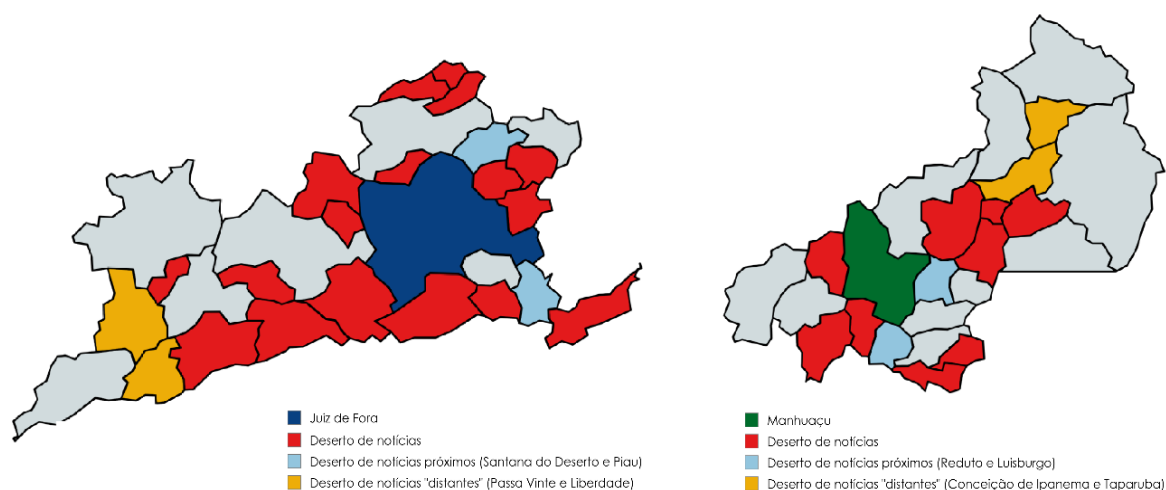 Juiz de Fora
Deserto de notícias
Deserto de notícias próximos (Santana do Deserto e Piau)
Deserto de notícias "distantes" (Passa Vinte e Liberdade)
Manhuaçu
Deserto de notícias
Deserto de notícias próximos (Reduto e Luisburgo)
Deserto de notícias "distantes" (Conceição de Ipanema e Taparuba)